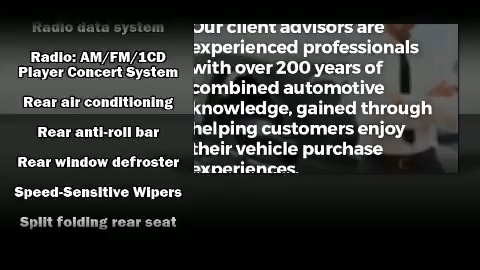 Radio data system
Radio: AM/FM/1CD
Player Concert System
Rear air conditioning
Rear anti-roll bar
Rear window defroster
Speed-Sensitive Wipers
Split folding rear seat
Our client advisors are
experienced professionals
with over 200 years of
combined automotive
knowledge, gained through
helping customers enjoy
their vehicle purchase
experiences.